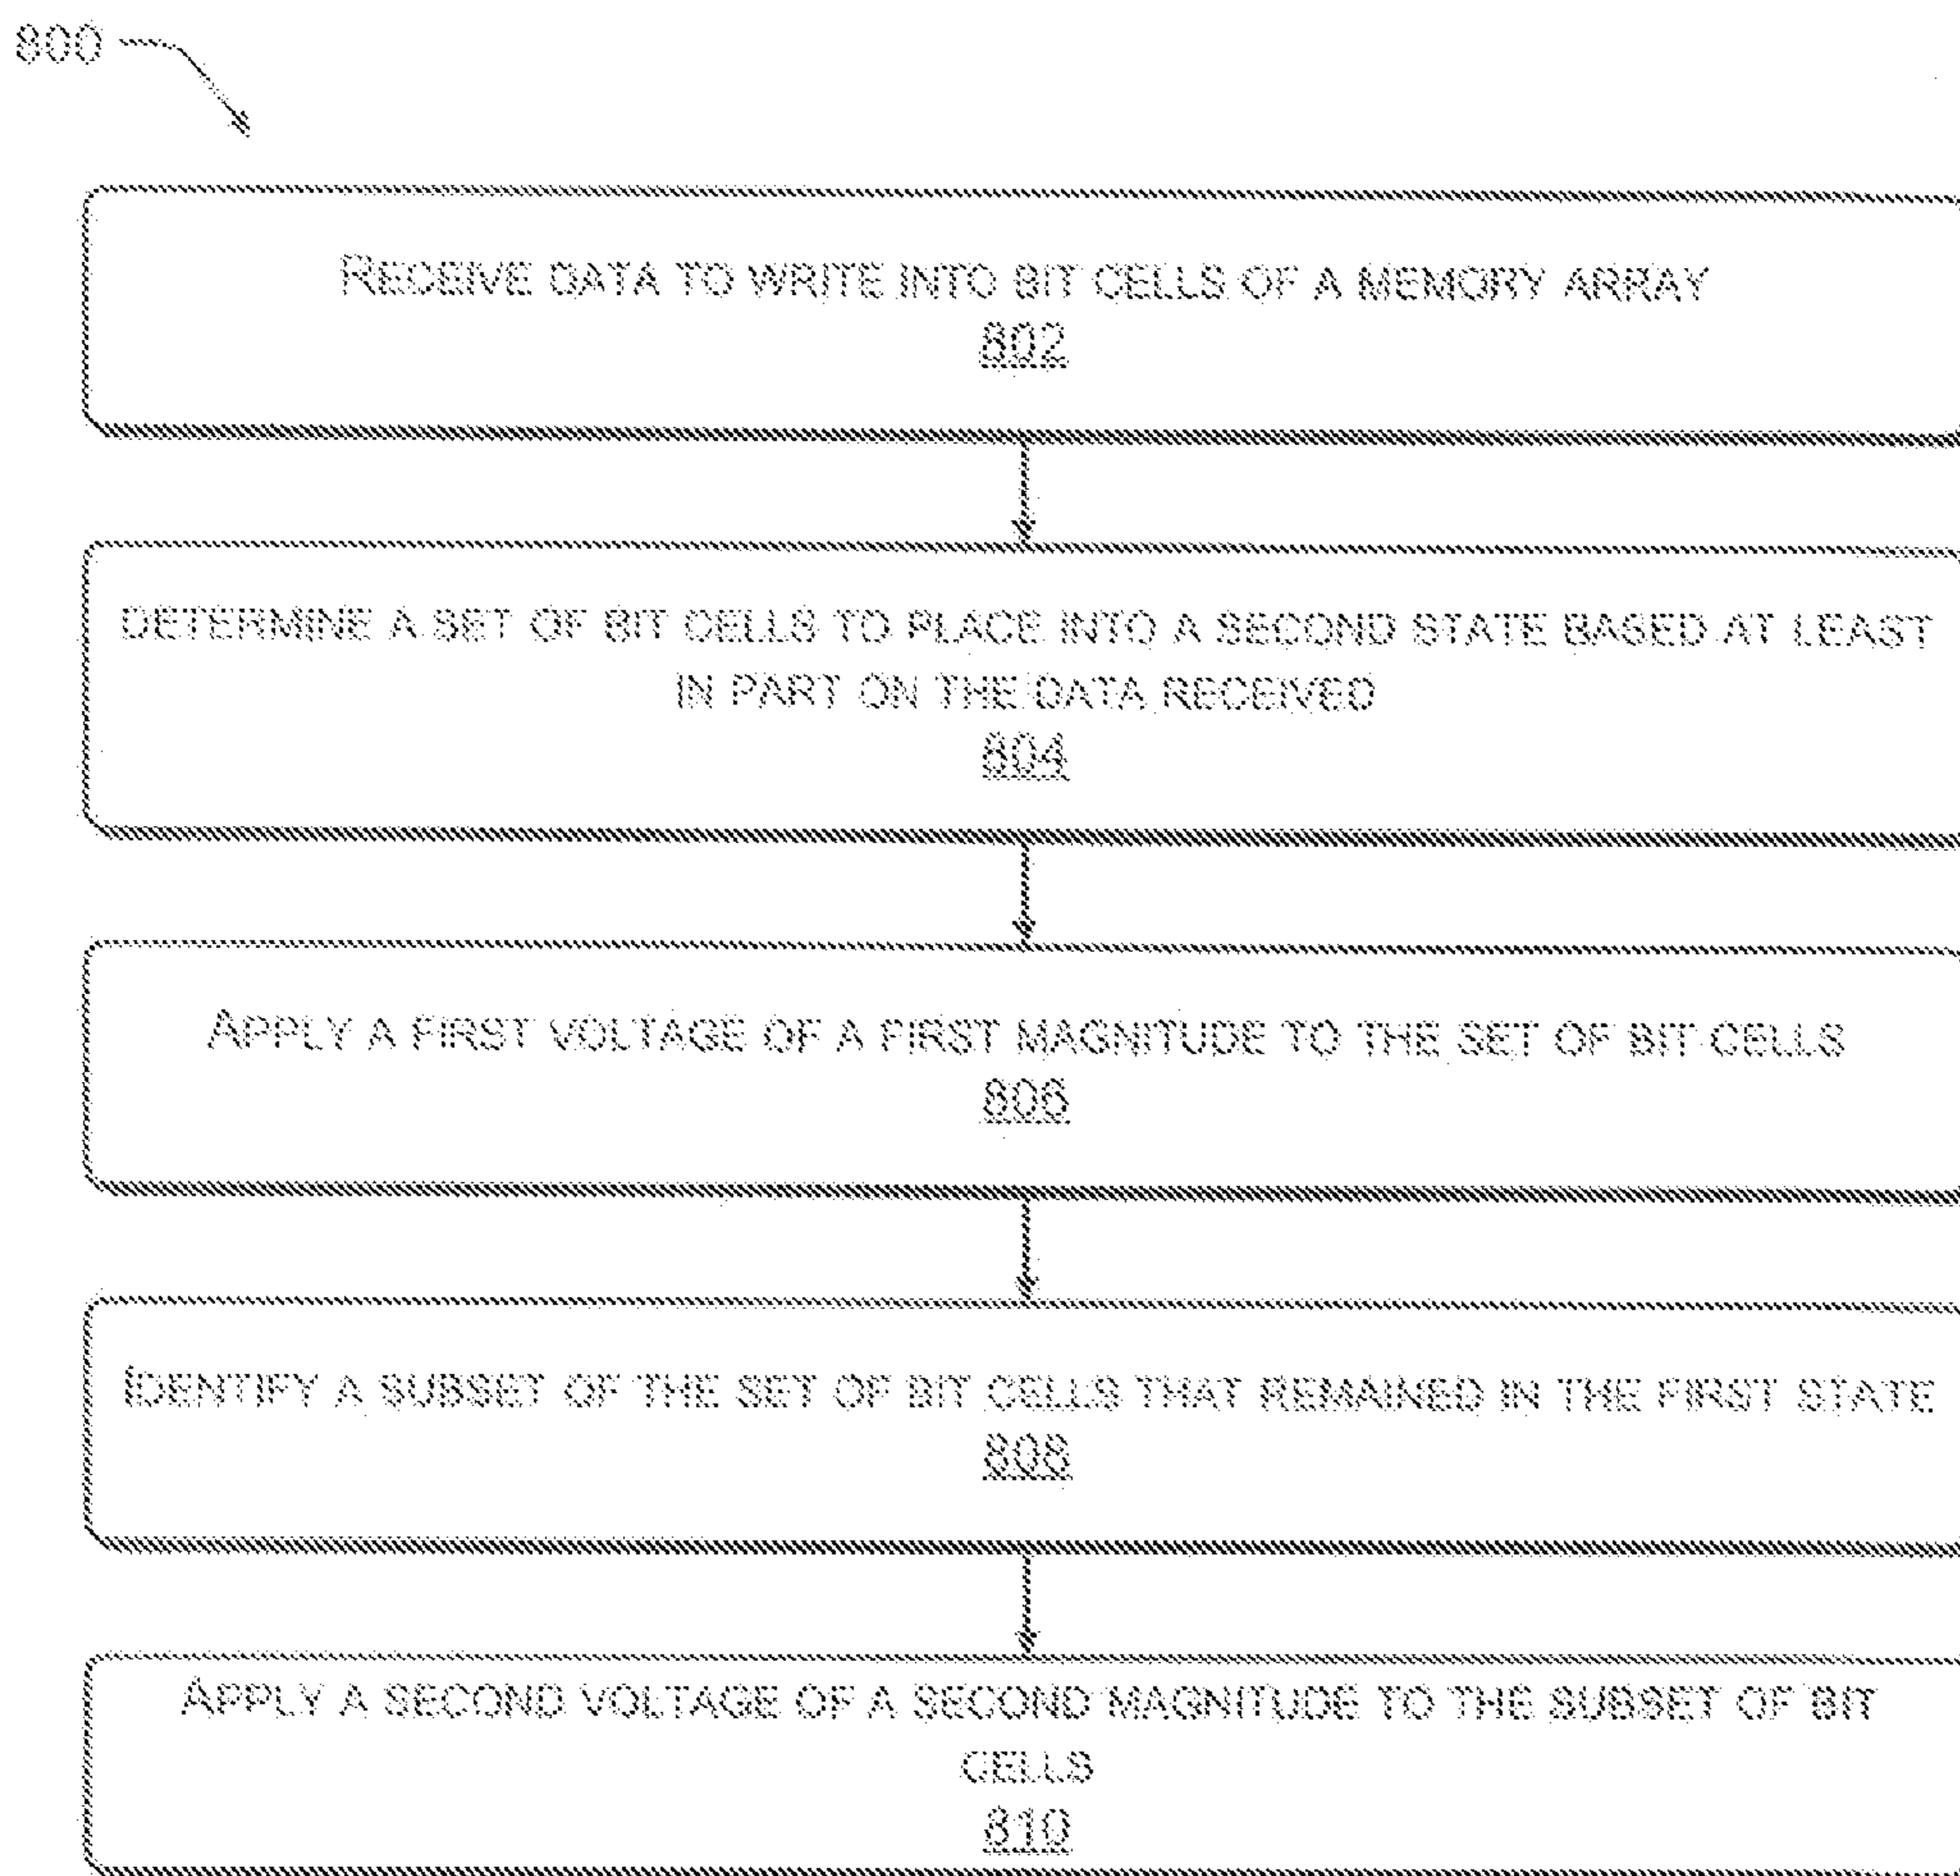 800
RECEIVE DATA TO WRITE INTO BIT CELLS OF A MEMORY ARRAY
802
DETERMINE A SET OF BIT CELLS TO PLACE INTO A SECOND STATE BASED AT LEAST
IN PART ON THE DATA RECEIVED
804
APPLY A FIRST VOLTAGE OF A FIRST MAGNITUDE TO THE SET OF BIT CELLS
806
IDENTIFY A SUBSET OF THE SET OF BIT CELLS THAT REMAINED IN THE FIRST STATE
808
APPLY A SECOND VOLTAGE OF A SECOND MAGNITUDE TO THE SUBSET OF BIT
CELLS
810